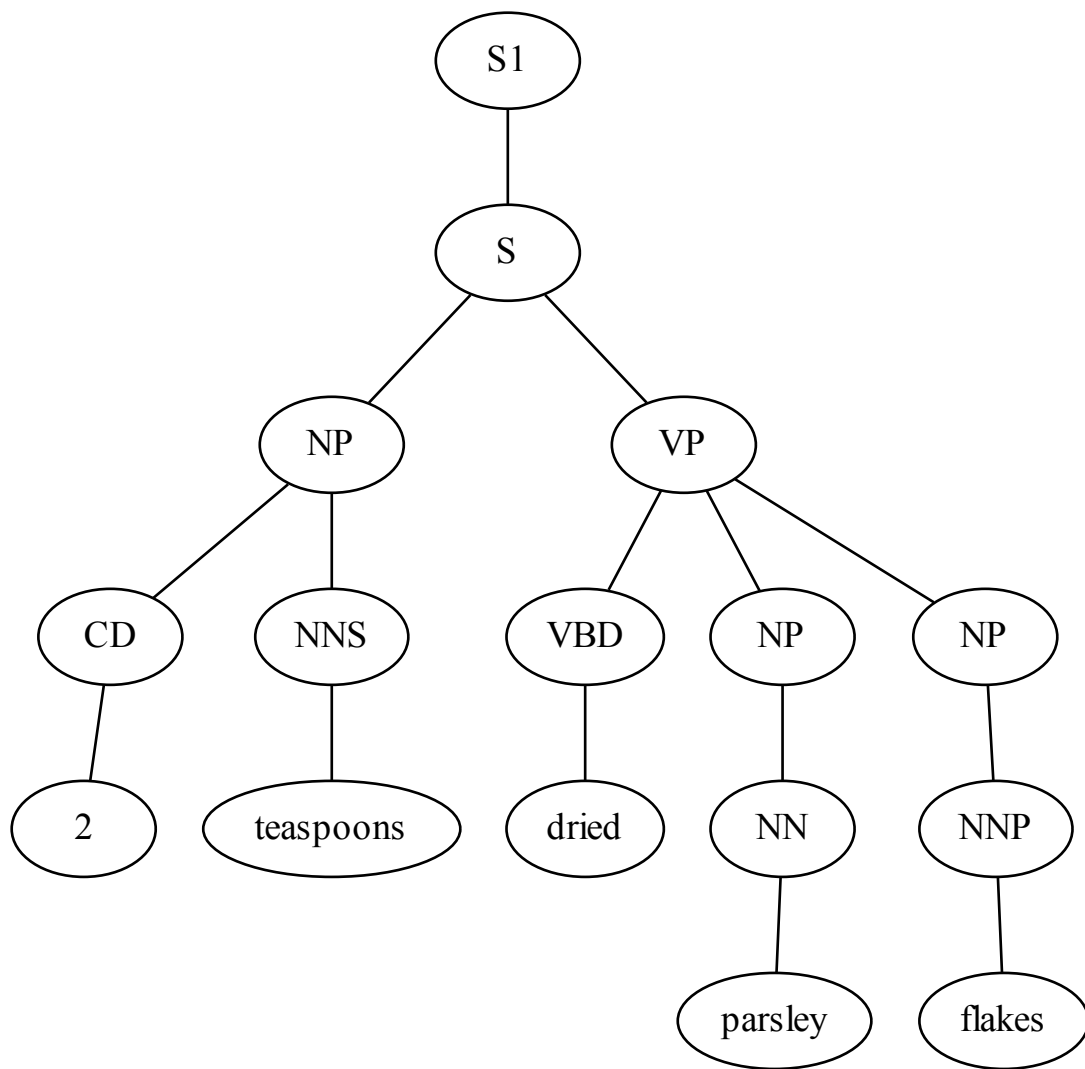 S1
S
NP VP
CD NNS VBD NP NP
2 teaspoons dried NN NNP
parsley flakes